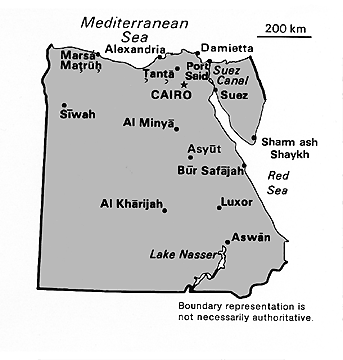 Mediterranean
Sea
200 km
Marsá
Maṭrūḥ
Alexandria
Damietta
Ṭanṭā
Port
Said
Suez
Canal
CAIRO
Suez
Sīwah
Al Minyā
Sharm ash
Shaykh
Asyūt
Būr Safājah
Red
Sea
Al Khārijah
Luxor
Aswān
Lake Nasser
Boundary representation is
not necessarily authoritative.